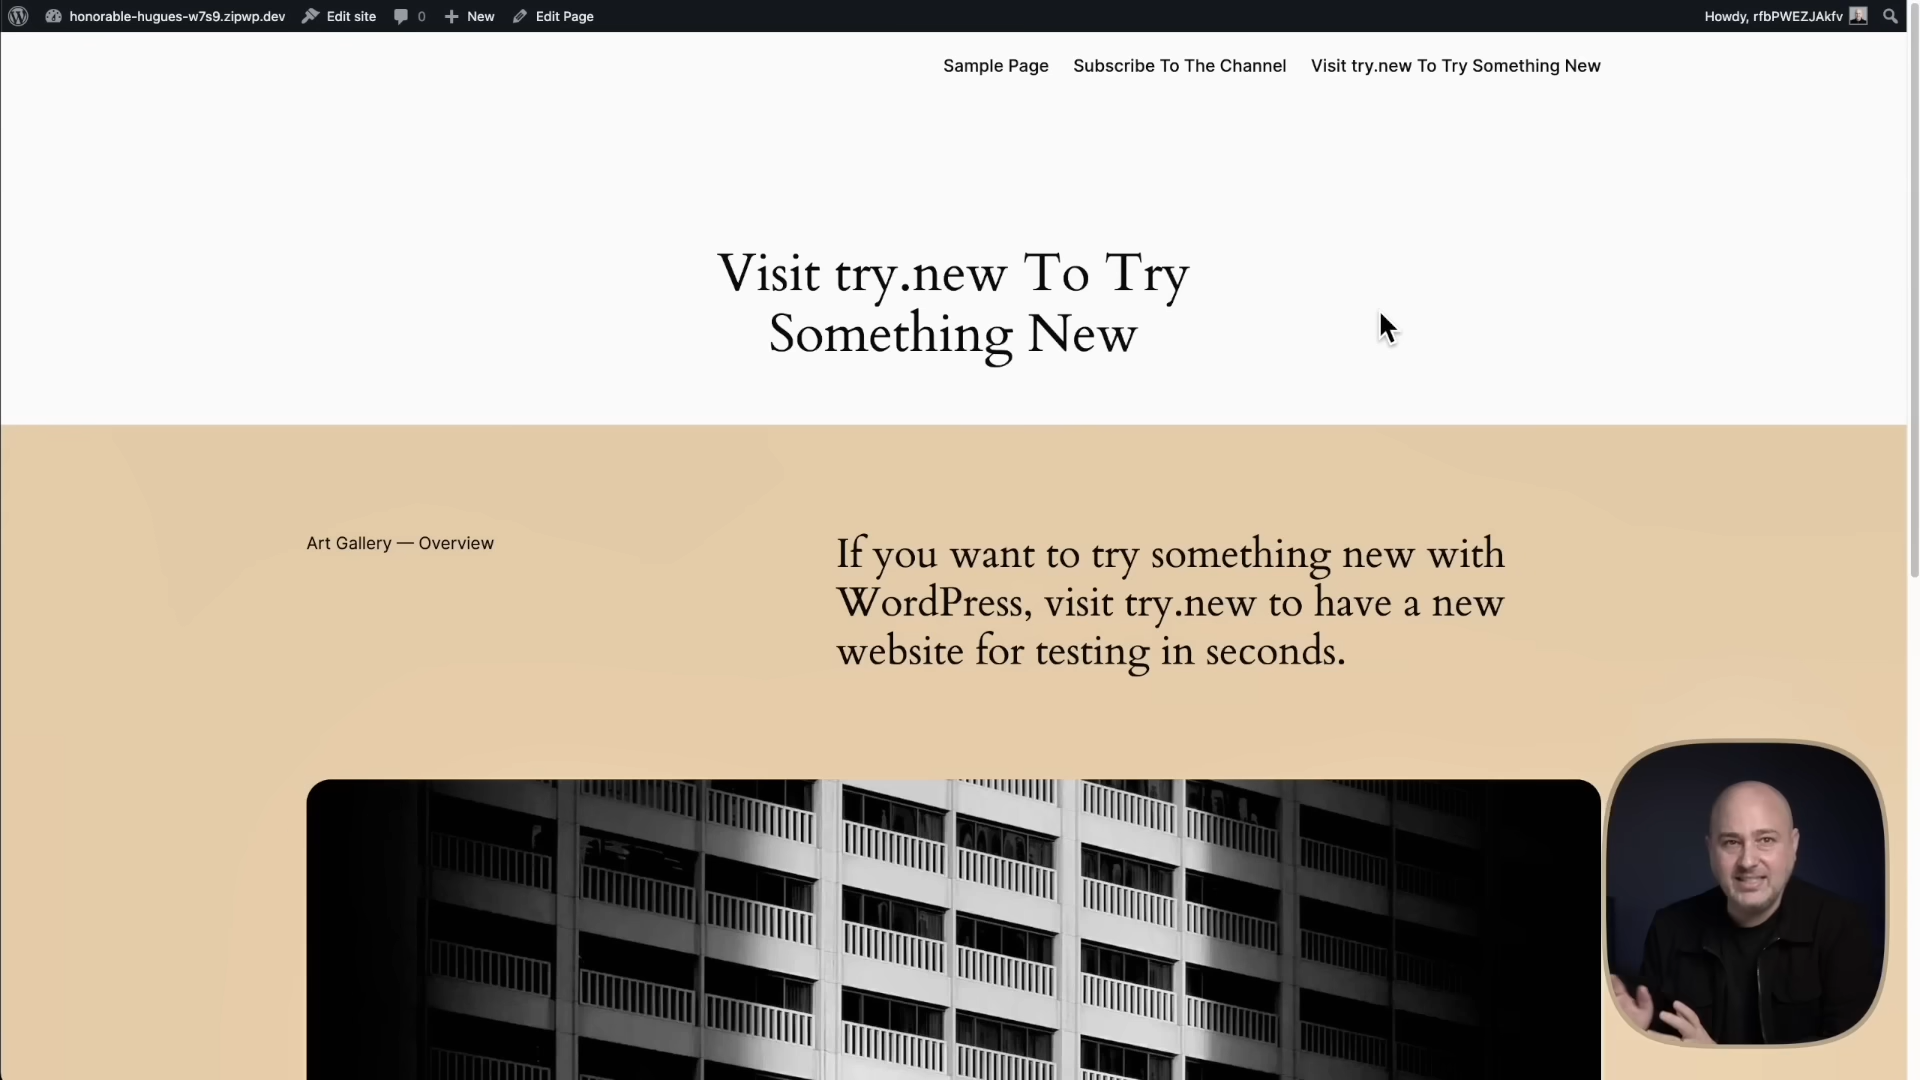 honorable-hugues-w7s9.zipwp.dev Edit site 0 New Edit Page Howdy, rfbPWEZJAkfv
Sample Page Subscribe To The Channel Visit try.new To Try Something New
Visit try.new To Try
Something New
Art Gallery — Overview
If you want to try something new with
WordPress, visit try.new to have a new
website for testing in seconds.